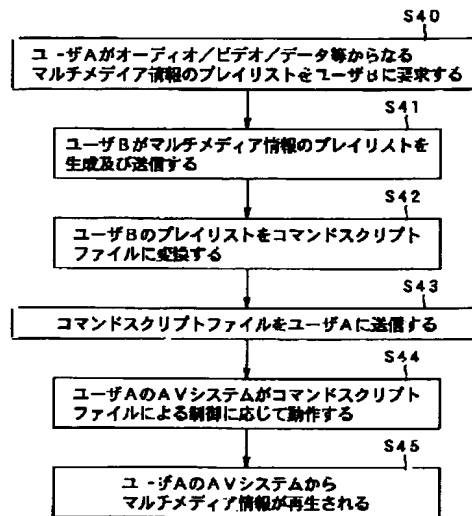 S40
ユーザAがオーディオ/ビデオ/データ等からなる
マルチメディア情報のプレイリストをユーザBに要求する
S41
ユーザBがマルチメディア情報のプレイリストを
生成及び送信する
S42
ユーザBのプレイリストをコマンドスクリプト
ファイルに変換する
S43
コマンドスクリプトファイルをユーザAに送信する
S44
ユーザAのAVシステムがコマンドスクリプト
ファイルによる制御に応じて動作する
S45
ユーザAのAVシステムから
マルチメディア情報が再生される